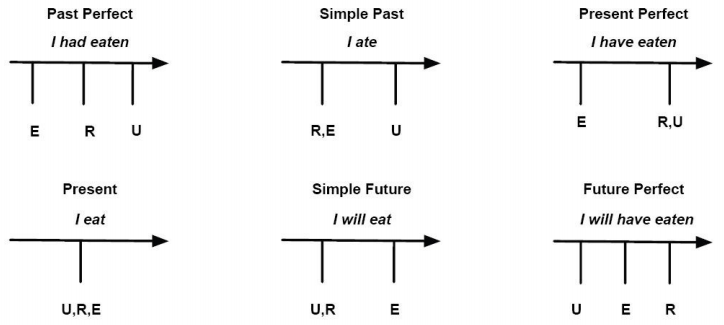 Past Perfect
I had eaten
E R U
Simple Past
I ate
R,E U
Present Perfect
I have eaten
E R,U
Present
I eat
U,R,E
Simple Future
I will eat
U,R E
Future Perfect
I will have eaten
U E R